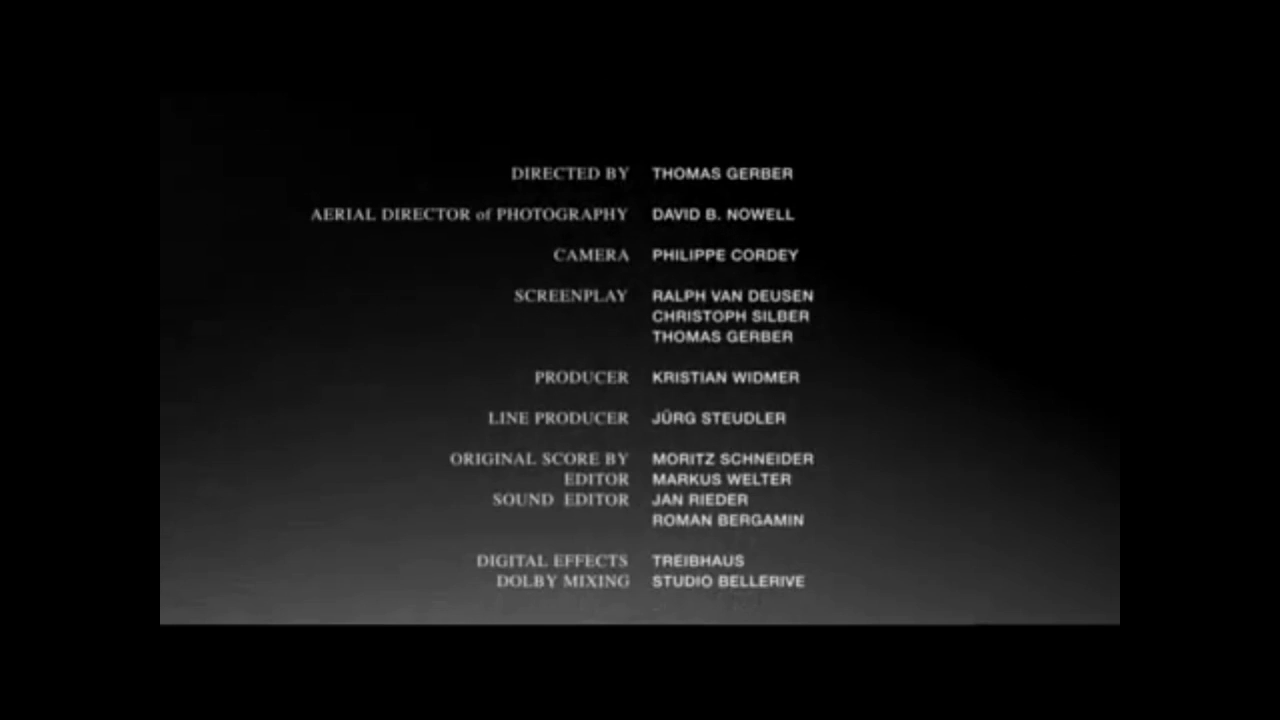 DIRECTED BY THOMAS GERBER
AERIAL DIRECTOR of PHOTOGRAPHY DAVID B. NOWELL
CAMERA PHILIPPE CORDEY
SCREENPLAY RALPH VAN DEUSEN
CHRISTOPH SILBER
THOMAS GERBER
PRODUCER KRISTIAN WIDMER
LINE PRODUCER JÜRG STEUDLER
ORIGINAL SCORE BY MORITZ SCHNEIDER
EDITOR MARKUS WELTER
SOUND EDITOR JAN RIEDER
ROMAN BERGAMIN
DIGITAL EFFECTS TREIBHAUS
DOLBY MIXING STUDIO BELLERIVE